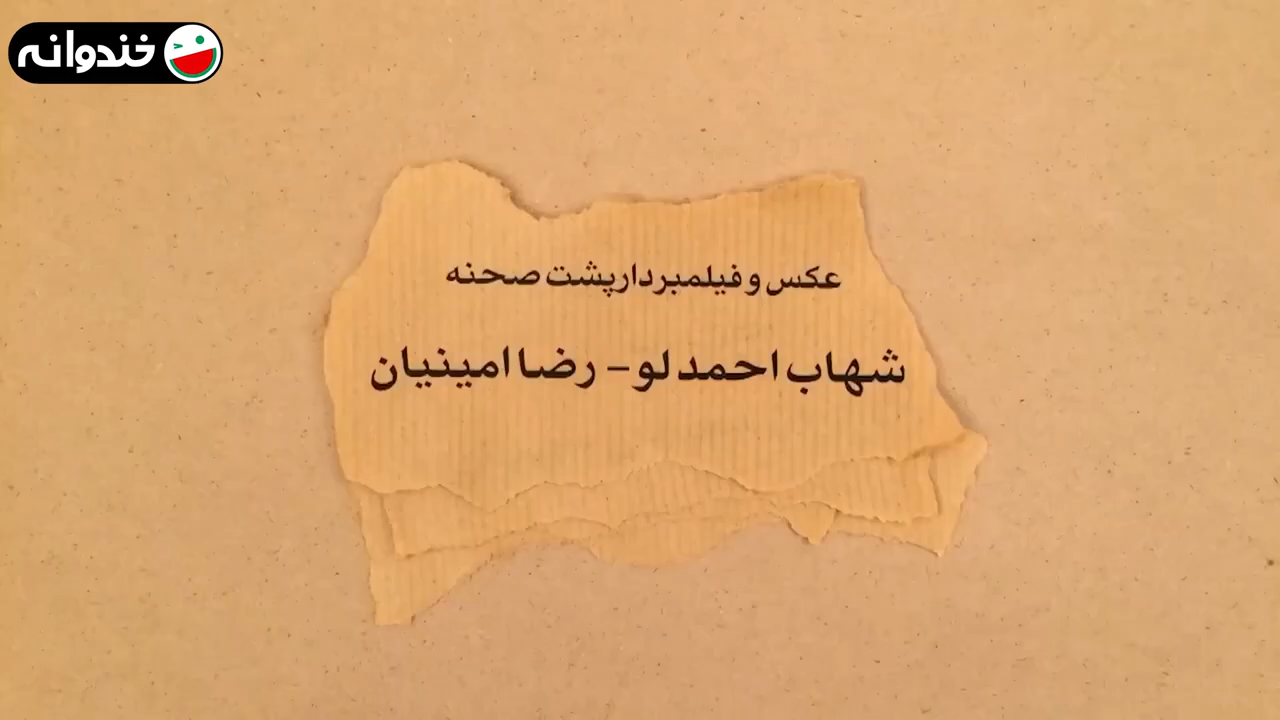 خندوانه
عکس و فیلمبردار پشت صحنه
شهاب احمدلو - رضا امینیان